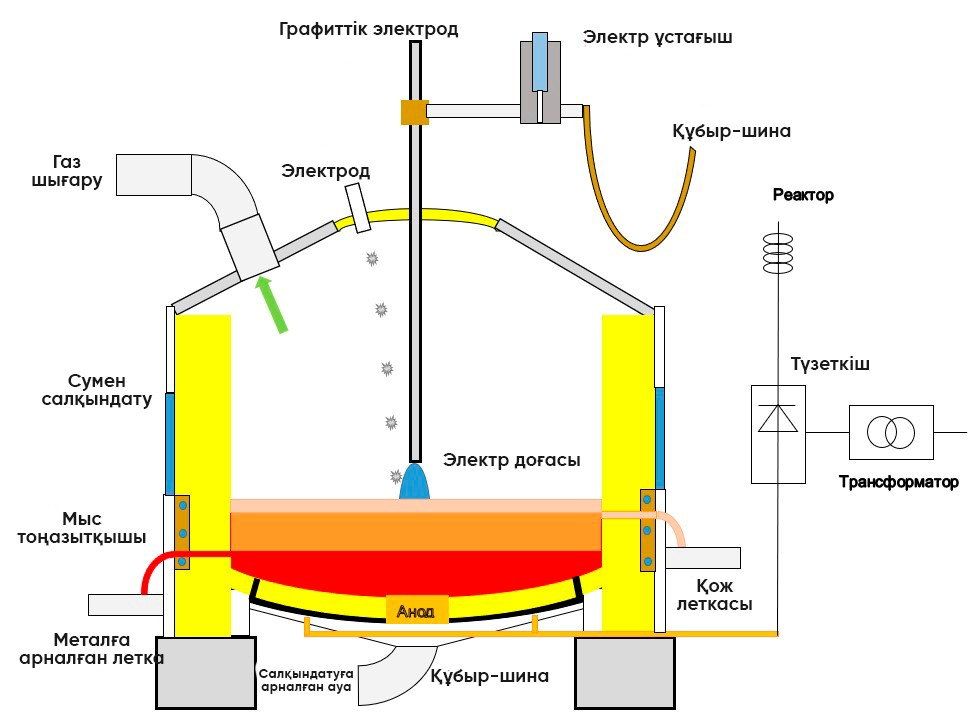 Графиттік электрод
Электр ұстағыш
Құбыр-шина
Газ
шығару
Электрод
Реактор
Түзеткіш
Сумен
салқындату
Электр доғасы
Трансформатор
Мыс
тоңазытқышы
Қож
леткасы
Анод
Металға
арналған летка
Салқындатуға
арналған ауа
Құбыр-шина